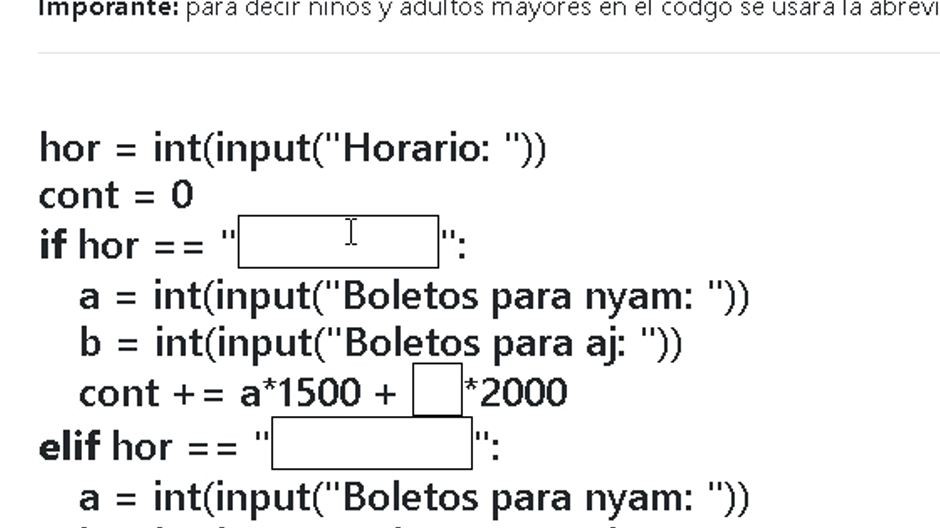 Imporante: para decir niños y adultos mayores en el codgo se usará la abrevi
hor = int(input("Horario: "))
cont = 0
if hor == "":
a = int(input("Boletos para nyam: "))
b = int(input("Boletos para aj: "))
cont += a*1500 + *2000
elif hor == "":
a = int(input("Boletos para nyam: "))